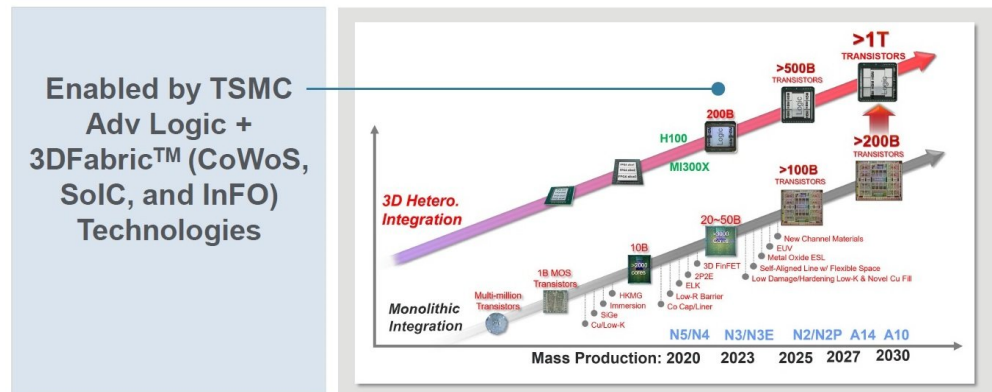 Enabled by TSMC
Adv Logic +
3DFabric™ (CoWoS,
SoIC, and InFO)
Technologies
>1T
TRANSISTORS
>500B
TRANSISTORS
Logic
Logic
200B
Logic
H100
MI300X
>200B
TRANSISTORS
>100B
TRANSISTORS
3D Hetero.
Integration
20~50B
10B
1B MOS
Transistors
Multi-million
Transistors
Monolithic
Integration
New Channel Materials
EUV
Metal Oxide ESL
Self-Aligned Line w/ Flexible Space
Low Damage/Hardening Low-K & Novel Cu Fill
3D FinFET
2P2E
ELK
Low-R Barrier
Co Cap/Liner
HKMG
Immersion
SiGe
Cu/Low-K
N5/N4 N3/N3E N2/N2P A14 A10
Mass Production: 2020 2023 2025 2027 2030